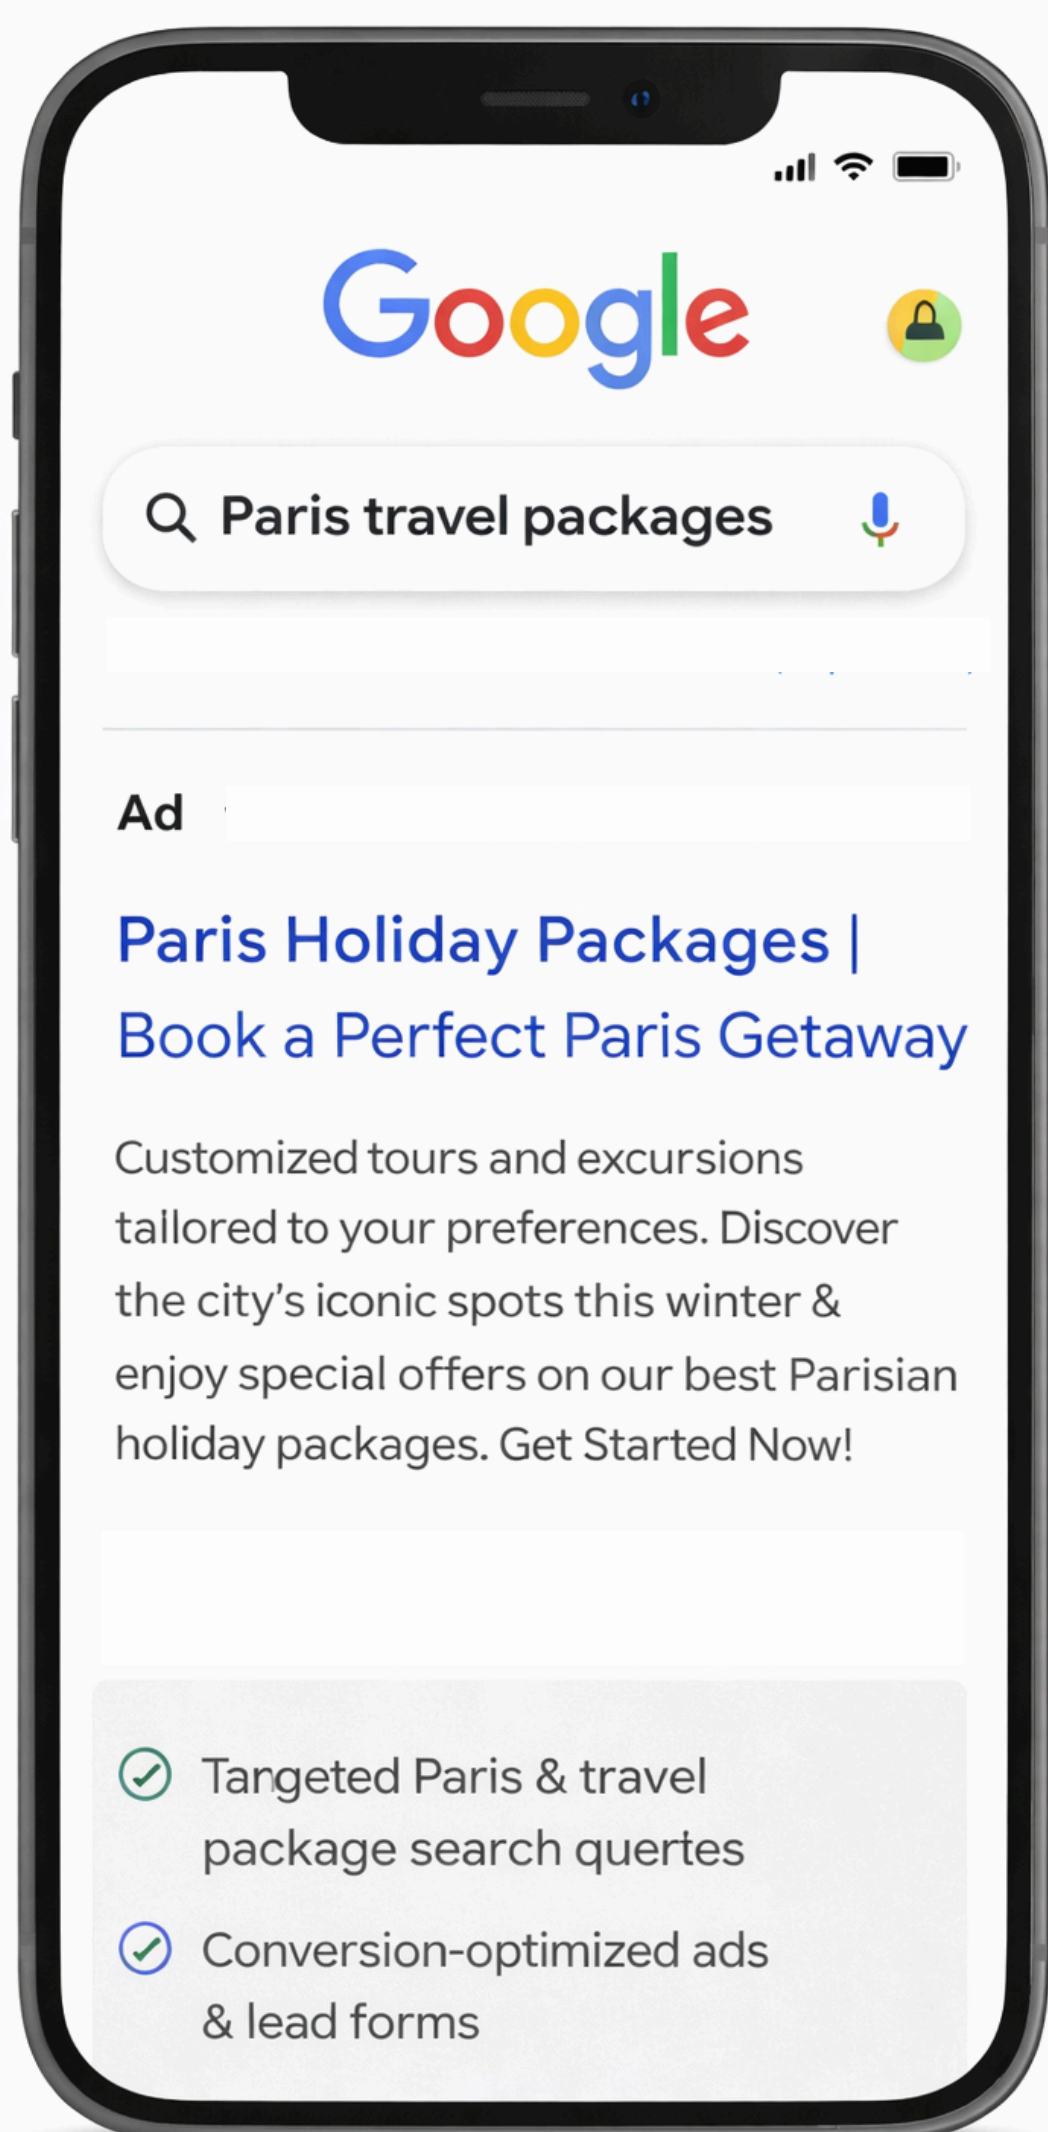 Google
Paris travel packages
Ad
Paris Holiday Packages |
Book a Perfect Paris Getaway
Customized tours and excursions
tailored to your preferences. Discover
the city's iconic spots this winter &
enjoy special offers on our best Parisian
holiday packages. Get Started Now!
Tangeted Paris & travel
package search quertes
Conversion-optimized ads
& lead forms